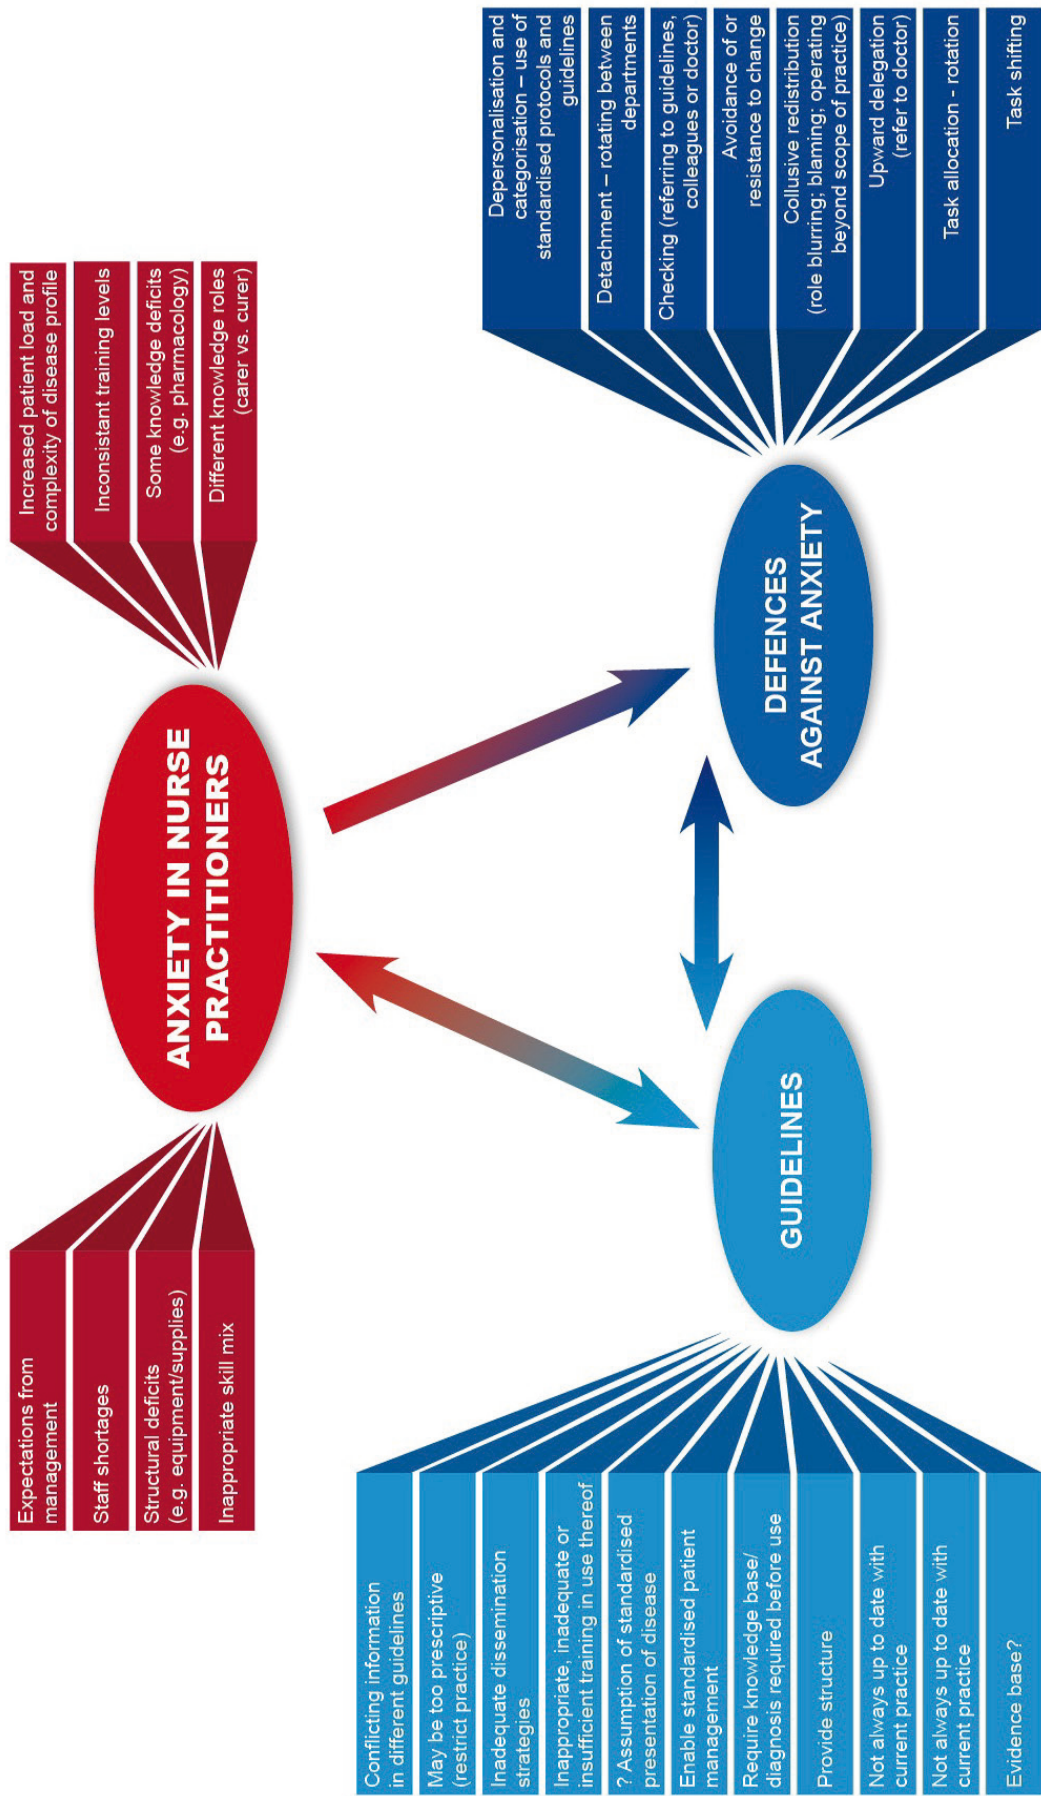 Expectations from
management
Staff shortages
Structural deficits
(e.g. equipment/supplies)
Inappropriate skill mix
ANXIETY IN NURSE
PRACTITIONERS
Increased patient load and
complexity of disease profile
Inconsistant training levels
Some knowledge deficits
(e.g. pharmacology)
Different knowledge roles
(carer vs. curer)
Conflicting information
in different guidelines
May be too prescriptive
(restrict practice)
Inadequate dissemination
strategies
Inappropriate, inadequate or
insufficient training in use thereof
? Assumption of standardised
presentation of disease
Enable standardised patient
management
Require knowledge base/
diagnosis required before use
Provide structure
Not always up to date with
current practice
Not always up to date with
current practice
Evidence base?
GUIDELINES
DEFENCES
AGAINST ANXIETY
Depersonalisation and
categorisation – use of
standardised protocols and
guidelines
Detachment – rotating between
departments
Checking (referring to guidelines,
colleagues or doctor)
Avoidance of or
resistance to change
Collusive redistribution
(role blurring; blaming; operating
beyond scope of practice)
Upward delegation
(refer to doctor)
Task allocation - rotation
Task shifting